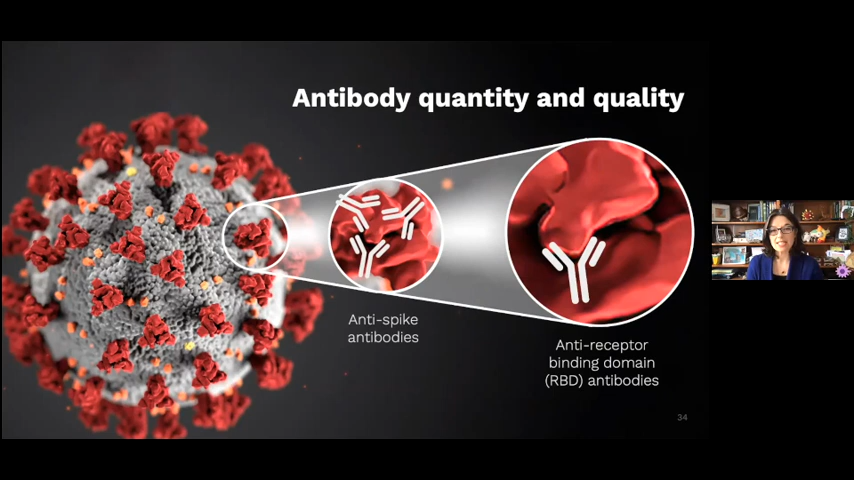 Antibody quantity and quality
Anti-spike
antibodies
Anti-receptor
binding domain
(RBD) antibodies
34